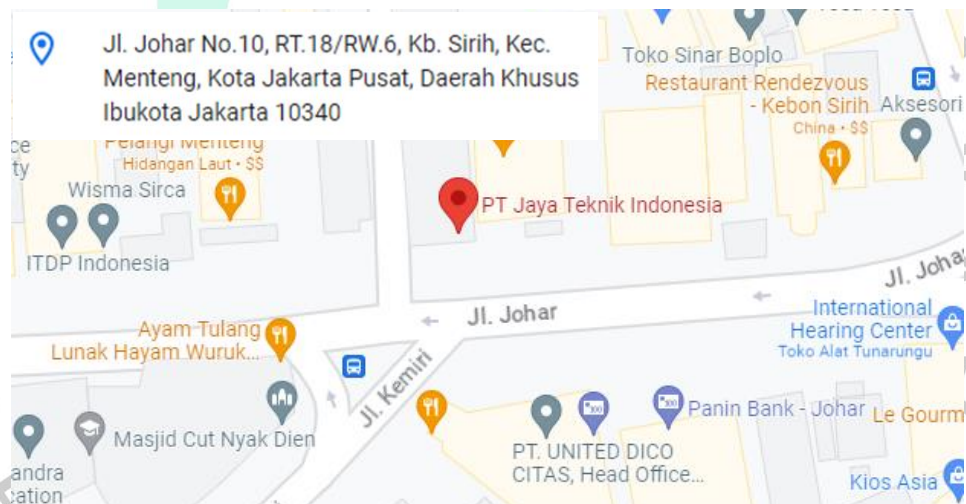 Jl. Johar No.10, RT.18/RW.6, Kb. Sirih, Kec.
Menteng, Kota Jakarta Pusat, Daerah Khusus
Ibukota Jakarta 10340
Toko Sinar Boplo
Restaurant Rendezvous
- Kebon Sirih
China • $$
Aksesori
Pelangi Menteng
Hidangan Laut • $$
Wisma Sirca
ITDP Indonesia
PT Jaya Teknik Indonesia
Jl. Johar
Jl. Johar
International
Hearing Center
Toko Alat Tunarungu
Ayam Tulang
Lunak Hayam Wuruk...
Jl. Kemiri
Masjid Cut Nyak Dien
Panin Bank - Johar
Le Gourm
PT. UNITED DICO
CITAS, Head Office...
Kios Asia
andra
cation